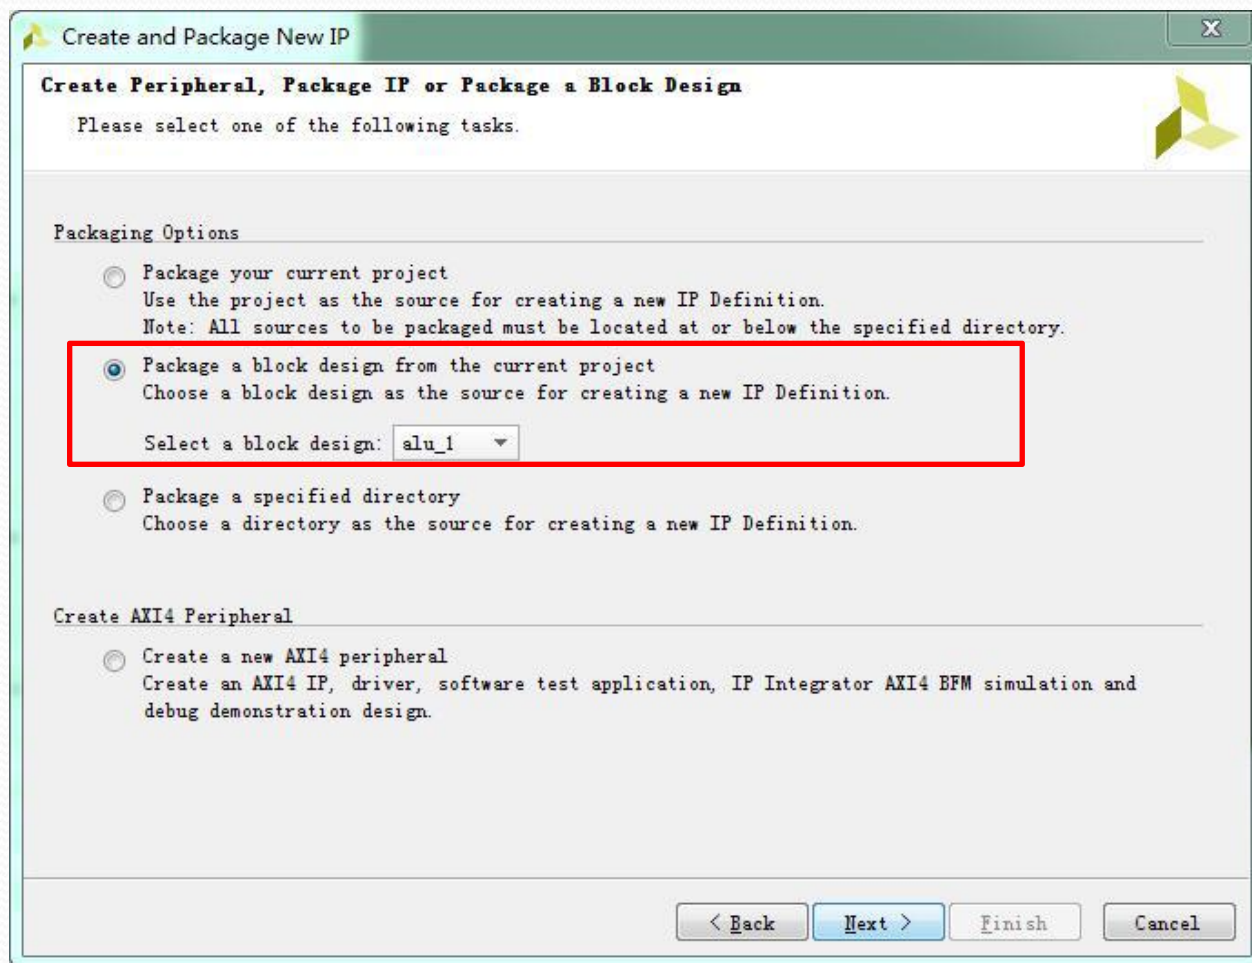 Create and Package New IP
Create Peripheral, Package IP or Package a Block Design
Please select one of the following tasks.
Packaging Options
Package your current project
Use the project as the source for creating a new IP Definition.
Note: All sources to be packaged must be located at or below the specified directory.
Package a block design from the current project
Choose a block design as the source for creating a new IP Definition.
Select a block design: alu_1
Package a specified directory
Choose a directory as the source for creating a new IP Definition.
Create AXI4 Peripheral
Create a new AXI4 peripheral
Create an AXI4 IP, driver, software test application, IP Integrator AXI4 BFM simulation and
debug demonstration design.
< Back Next > Finish Cancel